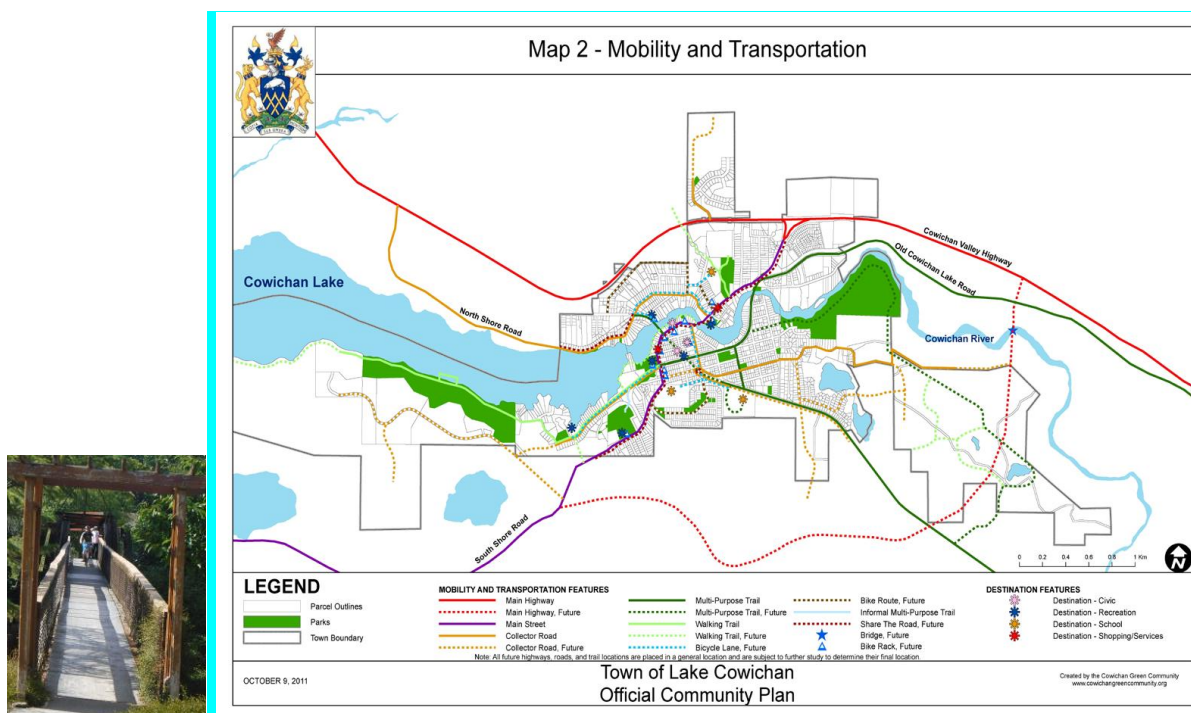 Map 2 - Mobility and Transportation
Cowichan Valley Highway
Old Cowichan Lake Road
Cowichan Lake
North Shore Road
Cowichan River
South Shore Road
0 0.2 0.4 0.6 0.8 1 Km
N
LEGEND
Parcel Outlines
Parks
Town Boundary
MOBILITY AND TRANSPORTATION FEATURES
Main Highway
Main Highway, Future
Main Street
Collector Road
Collector Road, Future
Multi-Purpose Trail
Multi-Purpose Trail, Future
Walking Trail
Walking Trail, Future
Bicycle Lane, Future
Bike Route, Future
Informal Multi-Purpose Trail
Share The Road, Future
Bridge, Future
Bike Rack, Future
DESTINATION FEATURES
Destination - Civic
Destination - Recreation
Destination - School
Destination - Shopping/Services
Note: All future highways, roads, and trail locations are placed in a general location and are subject to further study to determine their final location.
OCTOBER 9, 2011
Town of Lake Cowichan
Official Community Plan
Created by the Cowichan Green Community
www.cowichangreencommunity.org